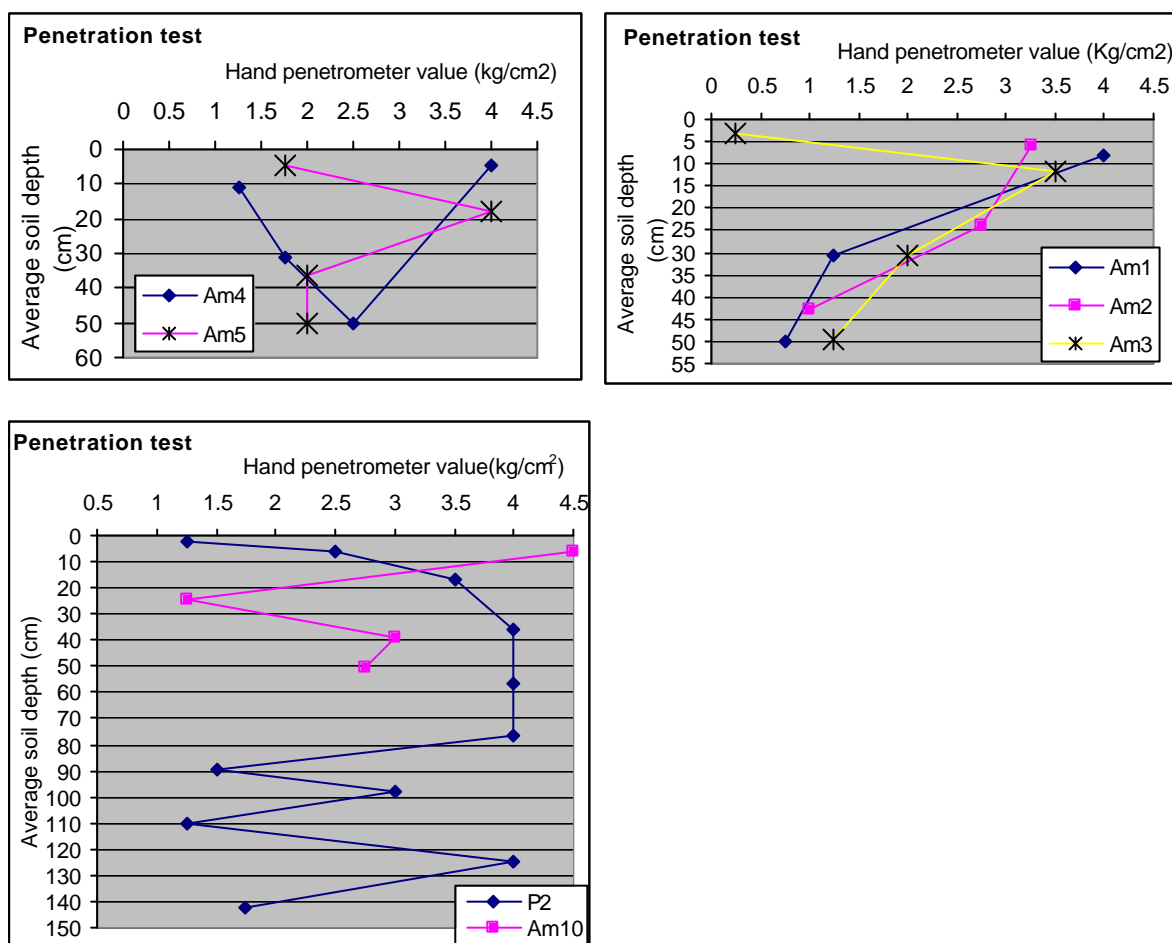 Penetration test
Hand penetrometer value (kg/cm2)
0 0.5 1 1.5 2 2.5 3 3.5 4 4.5
0
10
20
30
40
50
60
Average soil depth
(cm)
Am4
Am5
Penetration test
Hand penetrometer value (Kg/cm2)
0 0.5 1 1.5 2 2.5 3 3.5 4 4.5
0
5
10
15
20
25
30
35
40
45
50
55
Average soil depth
(cm)
Am1
Am2
Am3
Penetration test
Hand penetrometer value(kg/cm²)
0.5 1 1.5 2 2.5 3 3.5 4 4.5
0
10
20
30
40
50
60
70
80
90
100
110
120
130
140
150
Average soil depth (cm)
P2
Am10